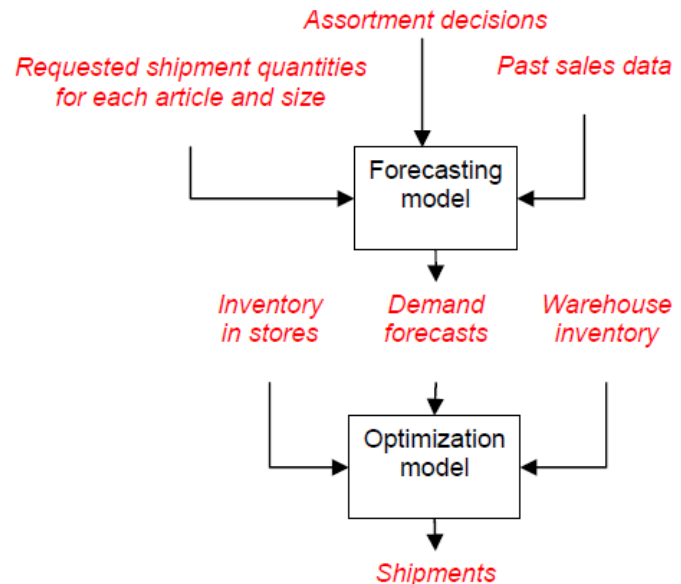 Assortment decisions
Requested shipment quantities
for each article and size
Past sales data
Forecasting
model
Inventory
in stores
Demand
forecasts
Warehouse
inventory
Optimization
model
Shipments